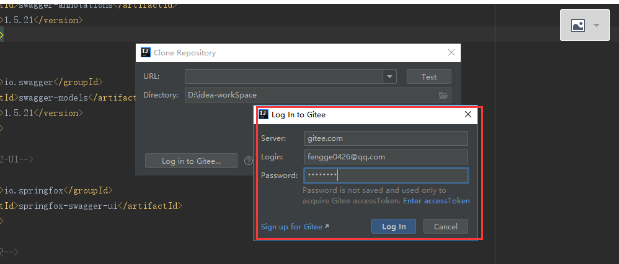 tId>swagger-annotations</artifactId>
>1.5.21</version>
>
Clone Repository
URL:
Test
>io.swagger</groupId>
Directory: D:\idea-workSpace
tId>swagger-models</artifac
>1.5.21</version>
>
Log In to Gitee
Server: gitee.com
Login: fengge0426@qq.com
Log in to Gitee...
?
Password: ********
-UI-->
Password is not saved and used only to
acquire Gitee accessToken. Enter accessToken
>io.springfox</groupId>
tId>springfox-swagger-ui</artifactId>
>
Sign up for Gitee
Log In
Cancel
-->